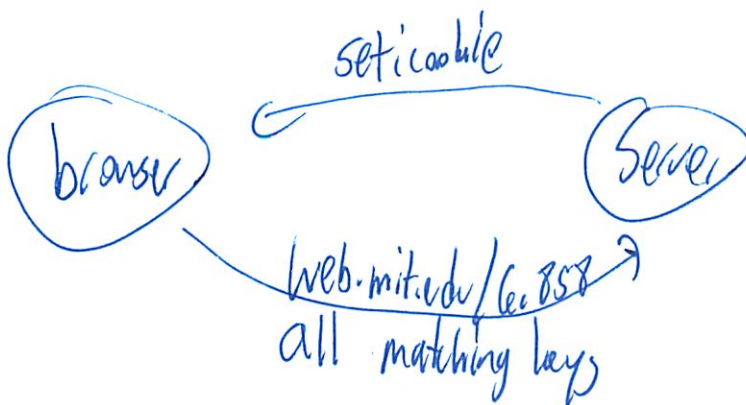 set cookie
browser
Server
web.mit.edu/6.858
all matching keys